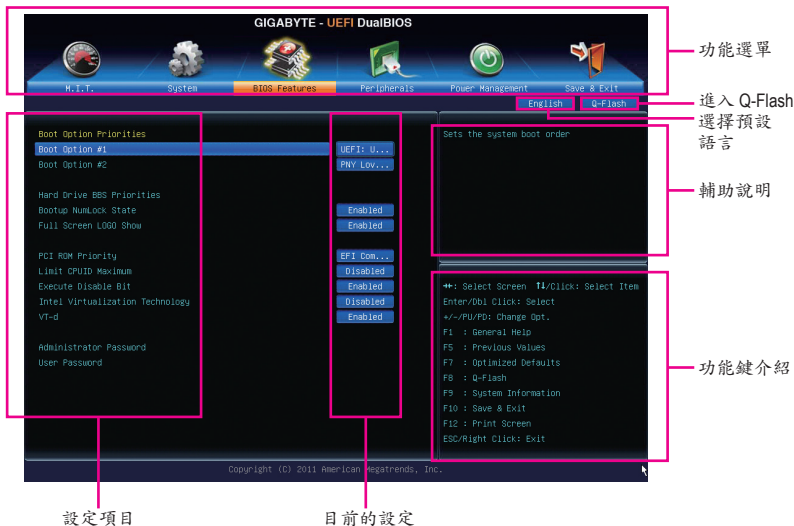 GIGABYTE - UEFI DualBIOS
M.I.T.
System
BIOS Features
Peripherals
Power Management
Save & Exit
功能選單
English
Q-Flash
進入 Q-Flash
選擇預設
語言
Boot Option Priorities
Boot Option #1
UEFI: U...
Boot Option #2
PNY Lov...
Hard Drive BBS Priorities
Bootup NumLock State
Enabled
Full Screen LOGO Show
Enabled
PCI ROM Priority
EFI Com...
Limit CPUID Maximum
Disabled
Execute Disable Bit
Enabled
Intel Virtualization Technology
Disabled
VT-d
Enabled
Administrator Password
User Password
Sets the system boot order
輔助說明
→←: Select Screen ↑↓/Click: Select Item
Enter/Dbl Click: Select
+/-/PU/PD: Change Opt.
F1 : General Help
F5 : Previous Values
F7 : Optimized Defaults
F8 : Q-Flash
F9 : System Information
F10 : Save & Exit
F12 : Print Screen
ESC/Right Click: Exit
功能鍵介紹
Copyright (C) 2011 American Megatrends, Inc.
設定項目
目前的設定